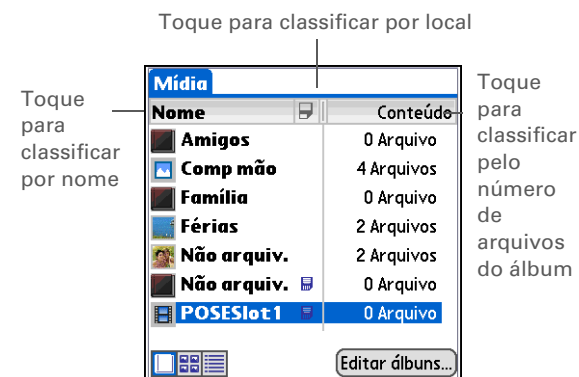 Toque para classificar por local
Toque
para
classificar
por nome
Mídia
Nome
Conteúdo
Amigos
0 Arquivo
Comp mão
4 Arquivos
Família
0 Arquivo
Férias
2 Arquivos
Não arquiv.
2 Arquivos
Não arquiv.
0 Arquivo
POSESlot1
0 Arquivo
Editar álbuns...
Toque
para
classificar
pelo
número
de
arquivos
do álbum